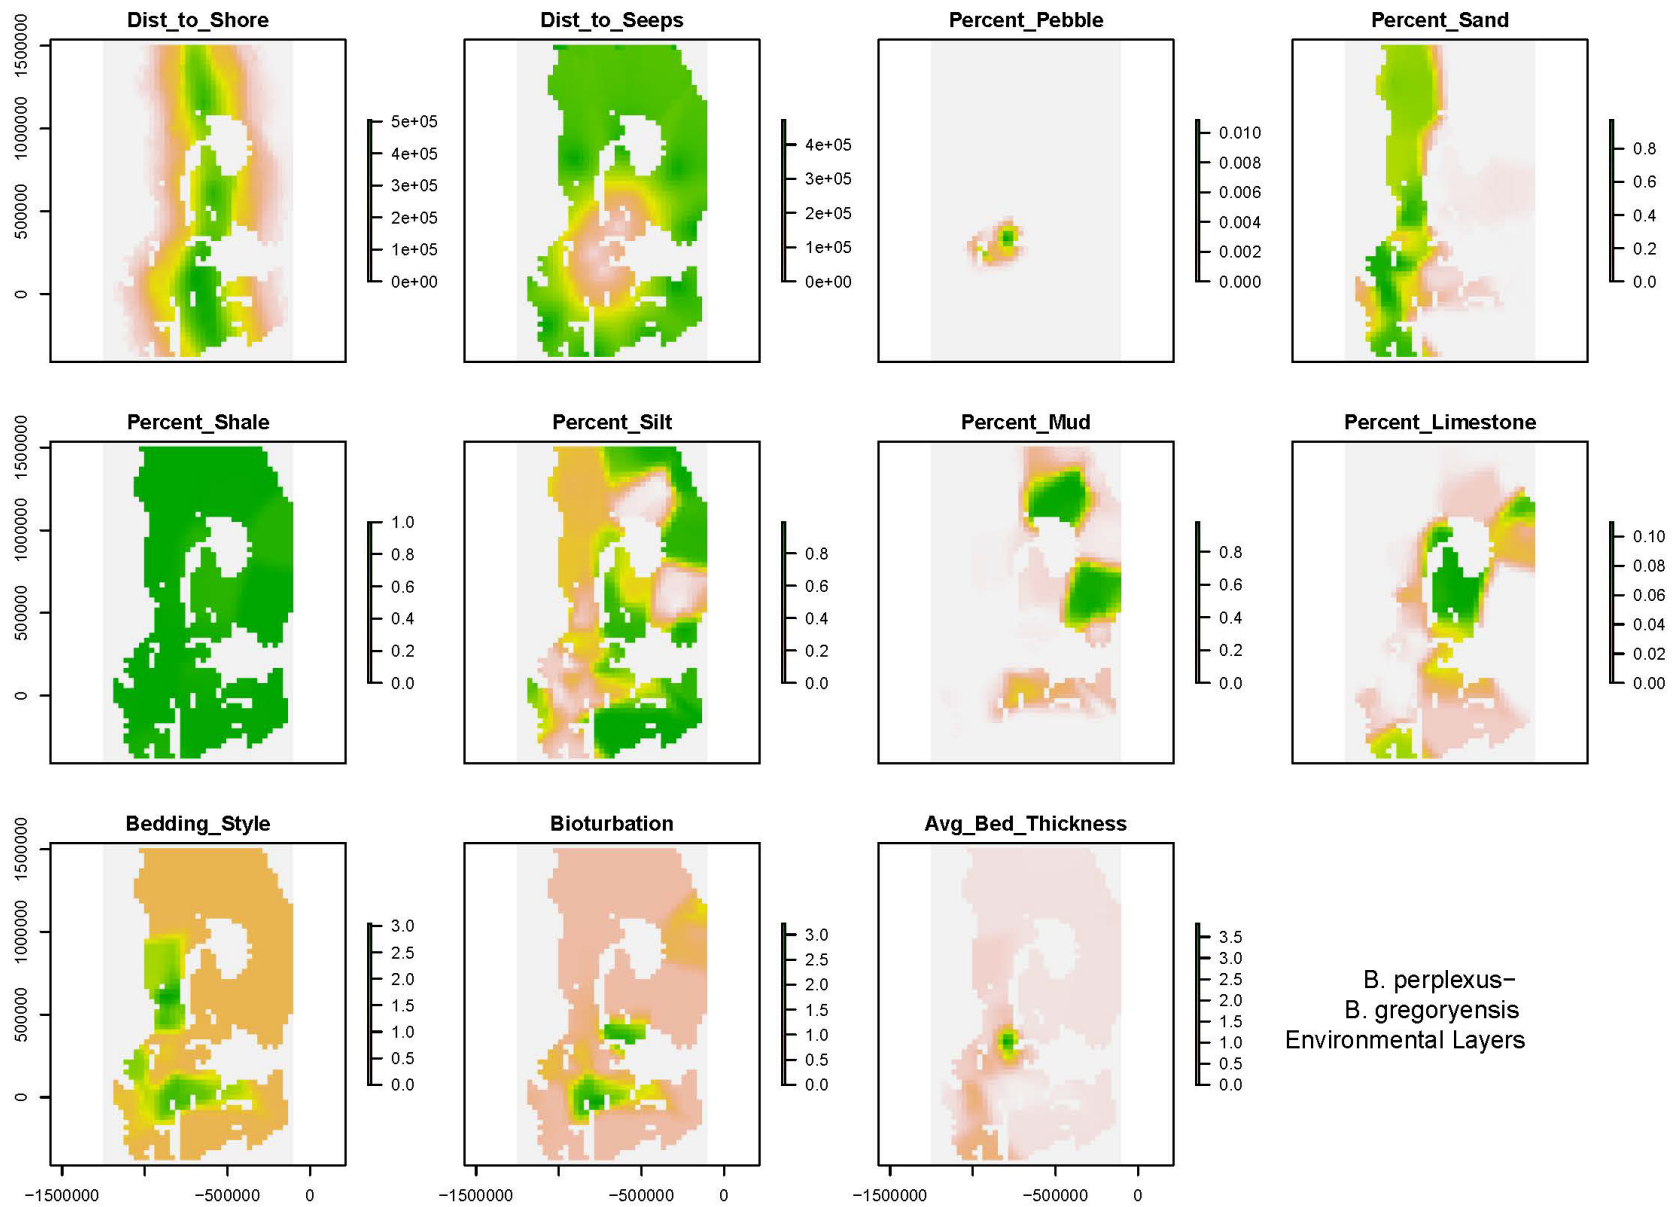 Dist_to_Shore
Dist_to_Seeps
Percent_Pebble
Percent_Sand
1500000
1000000
500000
0
5e+05
4e+05
3e+05
2e+05
1e+05
0e+00
4e+05
3e+05
2e+05
1e+05
0e+00
0.010
0.008
0.006
0.004
0.002
0.000
0.8
0.6
0.4
0.2
0.0
Percent_Shale
Percent_Silt
Percent_Mud
Percent_Limestone
1500000
1000000
500000
0
1.0
0.8
0.6
0.4
0.2
0.0
0.8
0.6
0.4
0.2
0.0
0.8
0.6
0.4
0.2
0.0
0.10
0.08
0.06
0.04
0.02
0.00
Bedding_Style
Bioturbation
Avg_Bed_Thickness
1500000
1000000
500000
0
3.0
2.5
2.0
1.5
1.0
0.5
0.0
3.0
2.5
2.0
1.5
1.0
0.5
0.0
3.5
3.0
2.5
2.0
1.5
1.0
0.5
0.0
B. perplexus−
B. gregoryensis
Environmental Layers
−1500000 −500000 0
−1500000 −500000 0
−1500000 −500000 0